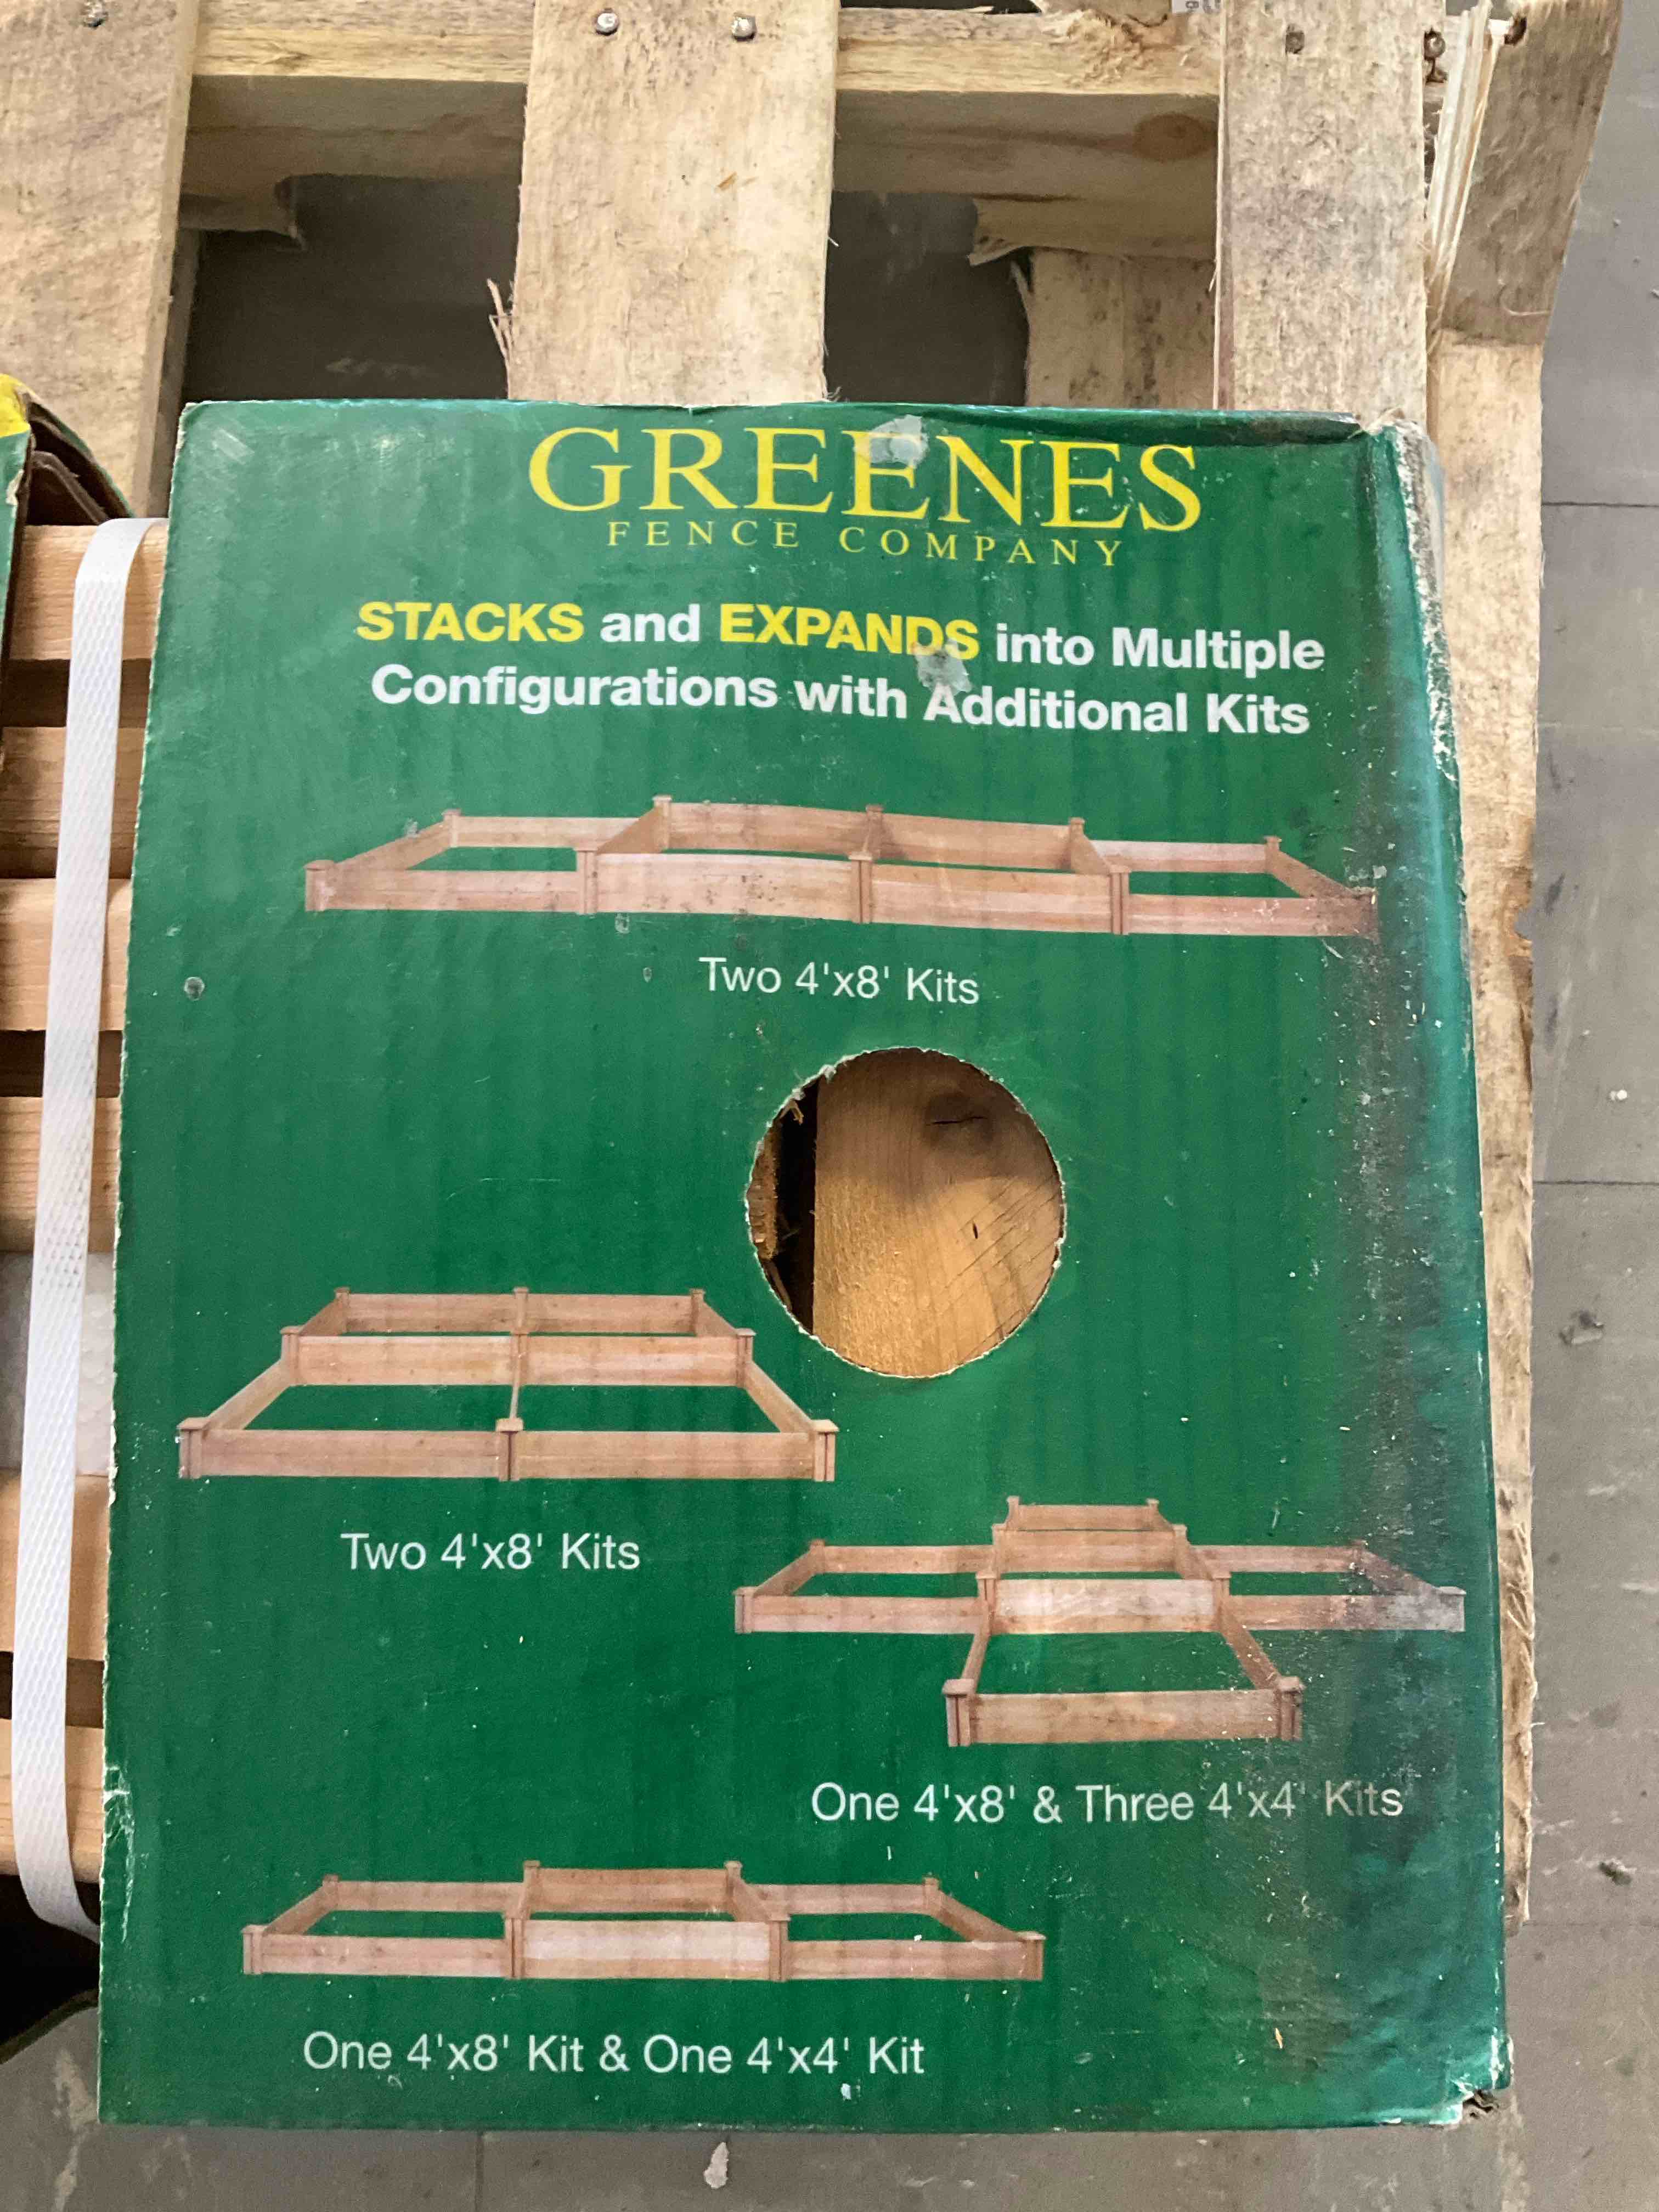 GREENES
FENCE COMPANY
STACKS and EXPANDS into Multiple
Configurations with Additional Kits
Two 4'x8' Kits
Two 4'x8' Kits
One 4'x8' & Three 4'x4' Kits
One 4'x8' Kit & One 4'x4' Kit